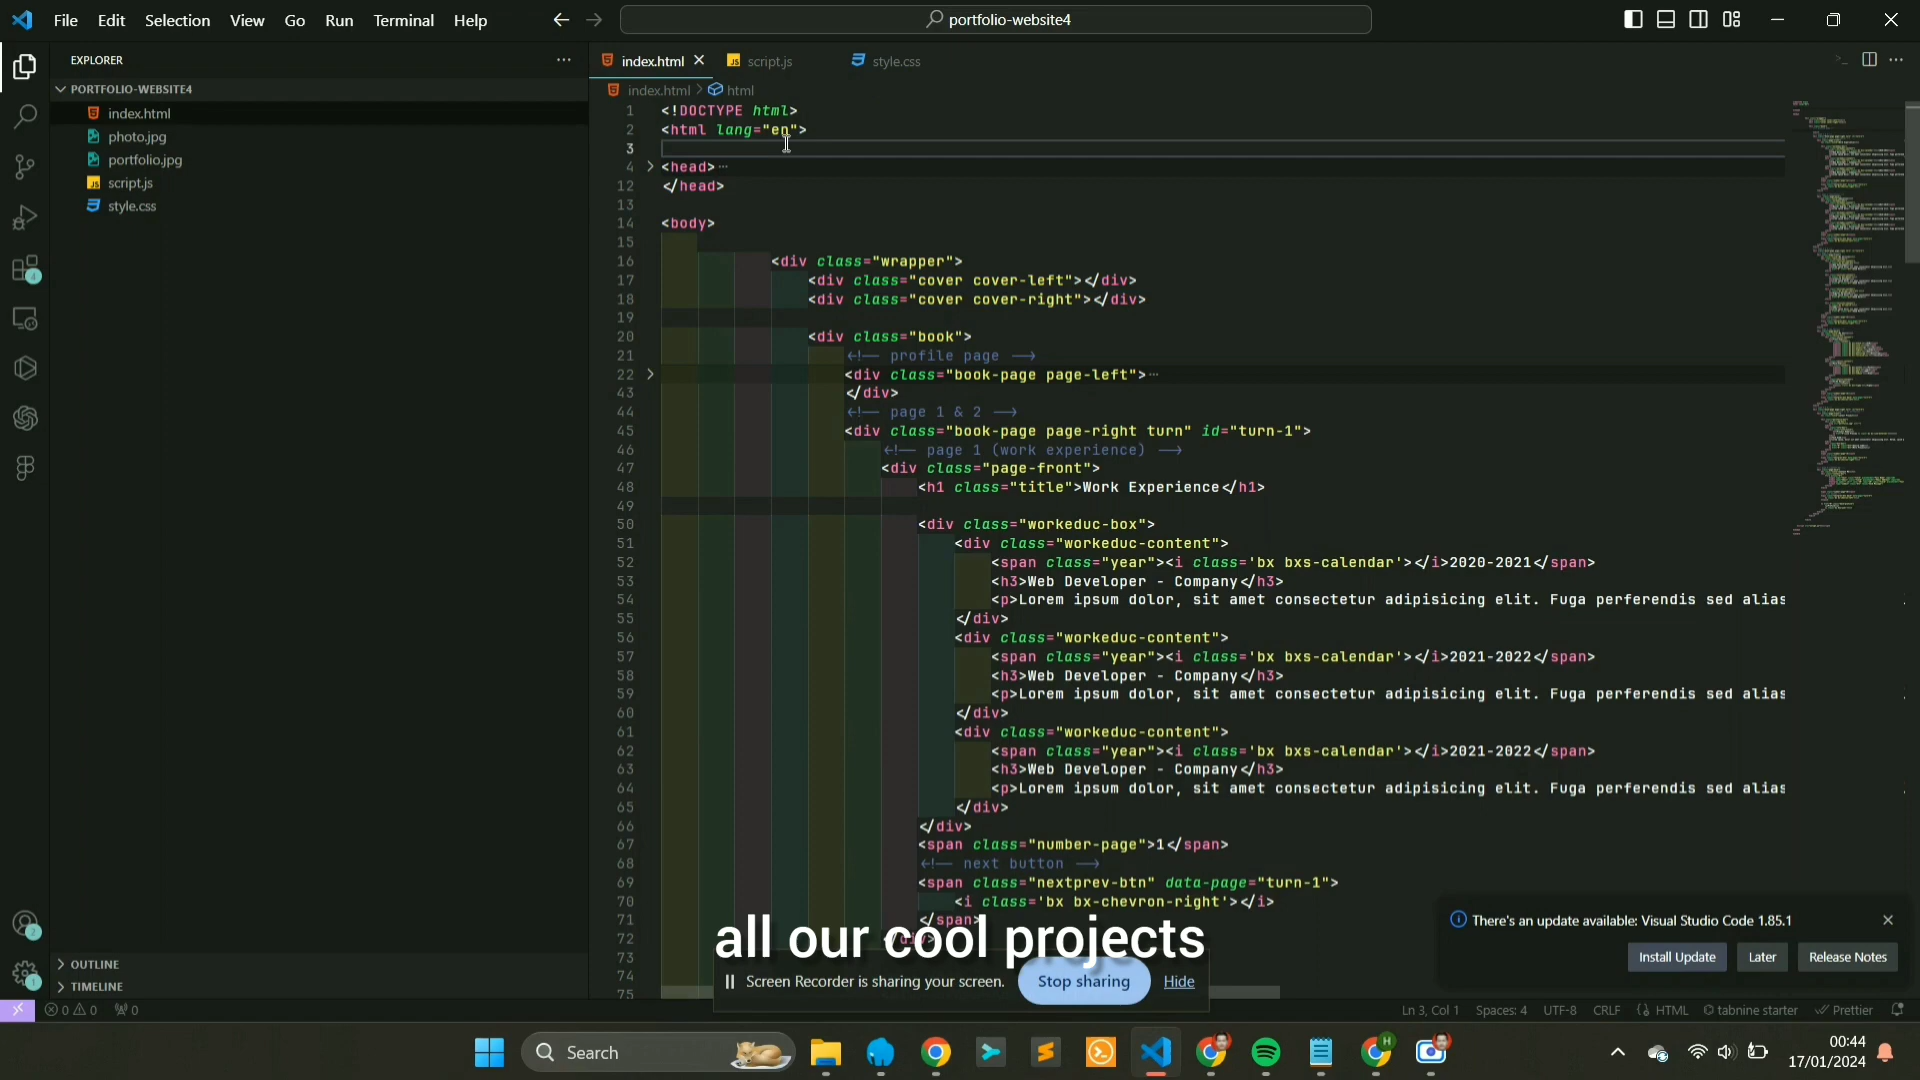 File Edit Selection View Go Run Terminal Help
portfolio-website4
EXPLORER
PORTFOLIO-WEBSITE4
index.html
photo.jpg
portfolio.jpg
script.js
style.css
OUTLINE
TIMELINE
index.html
script.js
style.css
index.html > html
1 <!DOCTYPE html>
2 <html lang="en">
3
4 <head>
12 </head>
13
14 <body>
15
16 <div class="wrapper">
17 <div class="cover cover-left"></div>
18 <div class="cover cover-right"></div>
19
20 <div class="book">
21 <!-- profile page -->
22 <div class="book-page page-left">
43 </div>
44 <!-- page 1 & 2 -->
45 <div class="book-page page-right turn" id="turn-1">
46 <!-- page 1 (work experience) -->
47 <div class="page-front">
48 <h1 class="title">Work Experience</h1>
49
50 <div class="workeduc-box">
51 <div class="workeduc-content">
52 <span class="year"><i class='bx bxs-calendar'></i>2020-2021</span>
53 <h3>Web Developer - Company</h3>
54 <p>Lorem ipsum dolor, sit amet consectetur adipisicing elit. Fuga perferendis sed alias
55 </div>
56 <div class="workeduc-content">
57 <span class="year"><i class='bx bxs-calendar'></i>2021-2022</span>
58 <h3>Web Developer - Company</h3>
59 <p>Lorem ipsum dolor, sit amet consectetur adipisicing elit. Fuga perferendis sed alias
60 </div>
61 <div class="workeduc-content">
62 <span class="year"><i class='bx bxs-calendar'></i>2021-2022</span>
63 <h3>Web Developer - Company</h3>
64 <p>Lorem ipsum dolor, sit amet consectetur adipisicing elit. Fuga perferendis sed alias
65 </div>
66 </div>
67 <span class="number-page">1</span>
68 <!-- next button -->
69 <span class="nextprev-btn" data-page="turn-1">
70 <i class='bx bx-chevron-right'></i>
71 </span>
72 </div>
73
74
75
all our cool projects
Screen Recorder is sharing your screen. Stop sharing Hide
There's an update available: Visual Studio Code 1.85.1
Install Update Later Release Notes
0 0 0
Ln 3, Col 1 Spaces: 4 UTF-8 CRLF HTML tabnine starter Prettier
Search
00:44
17/01/2024